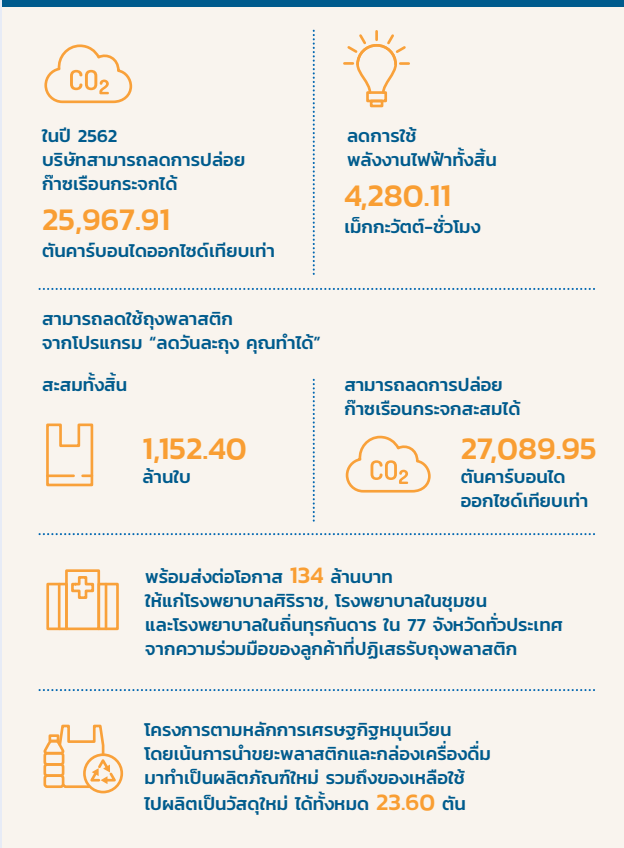 CO2
ในปี 2562
บริษัทสามารถลดการปล่อย
ก๊าซเรือนกระจกได้
25,967.91
ตันคาร์บอนไดออกไซด์เทียบเท่า
ลดการใช้
พลังงานไฟฟ้าทั้งสิ้น
4,280.11
เม็กกะวัตต์-ชั่วโมง
สามารถลดใช้ถุงพลาสติก
จากโปรแกรม “ลดวันละถุง คุณทำได้”
สะสมทั้งสิ้น
1,152.40
ล้านใบ
สามารถลดการปล่อย
ก๊าซเรือนกระจกสะสมได้
CO2
27,089.95
ตันคาร์บอนได
ออกไซด์เทียบเท่า
พร้อมส่งต่อโอกาส 134 ล้านบาท
ให้แก่โรงพยาบาลศิริราช, โรงพยาบาลในชุมชน
และโรงพยาบาลในถิ่นทุรกันดาร ใน 77 จังหวัดทั่วประเทศ
จากความร่วมมือของลูกค้าที่ปฏิเสธรับถุงพลาสติก
โครงการตามหลักการเศรษฐกิจหมุนเวียน
โดยเน้นการนำขยะพลาสติกและกล่องเครื่องดื่ม
มาทำเป็นผลิตภัณฑ์ใหม่ รวมถึงของเหลือใช้
ไปผลิตเป็นวัสดุใหม่ ได้ทั้งหมด 23.60 ตัน